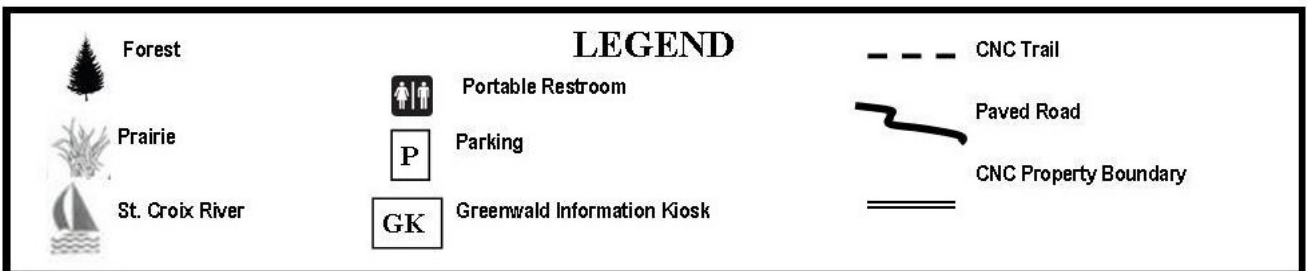 LEGEND
Forest
Prairie
St. Croix River
Portable Restroom
P Parking
GK Greenwald Information Kiosk
CNC Trail
Paved Road
CNC Property Boundary